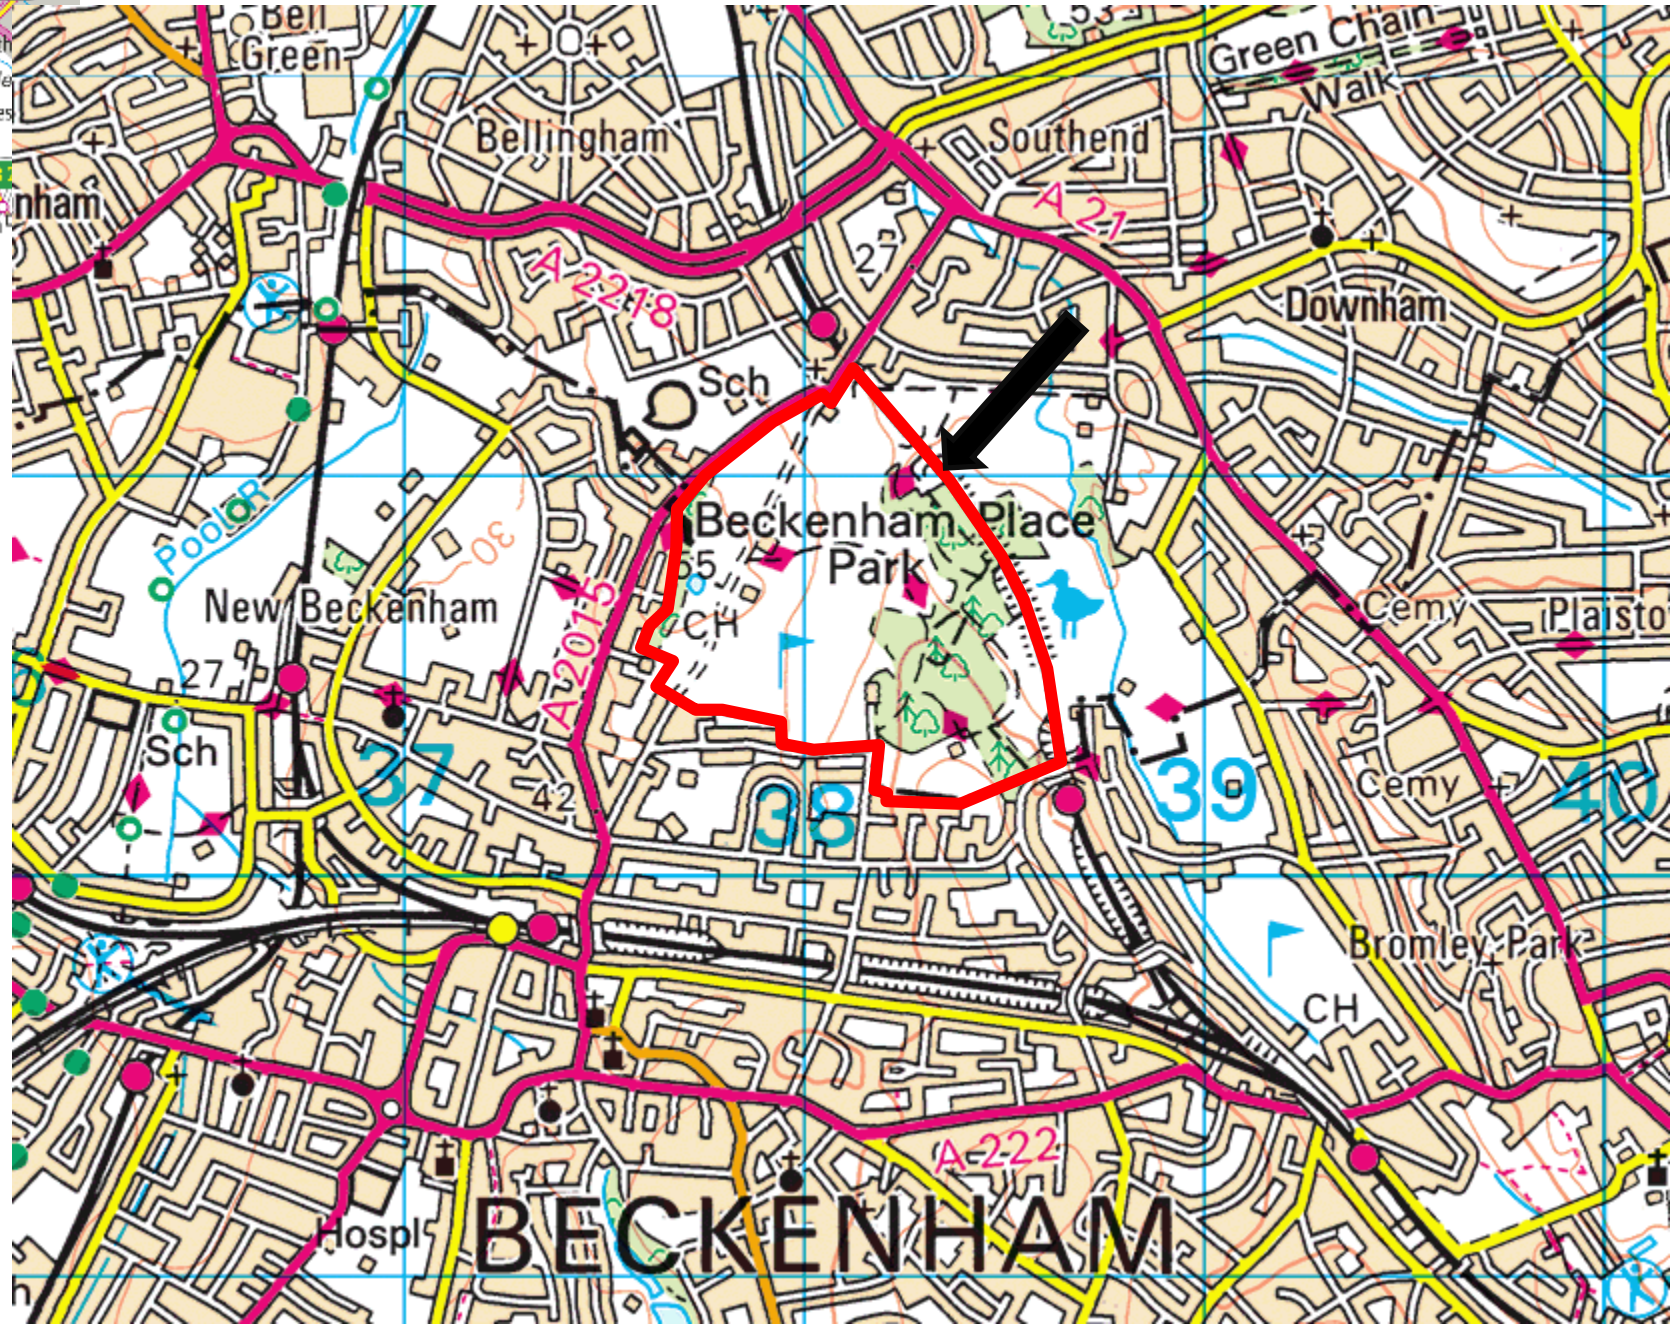 Bell
Green
53
Green Chain
Walk
Bellingham
Southend
nham
A 21
27
A 2218
Downham
Sch
Pool R
30
Beckenham Place
Park
55
CH
New Beckenham
A 2015
Cemy
Plaisto
27
Sch
37
42
38
39
Cemy
40
Bromley Park
CH
A 222
Hospl
BECKENHAM